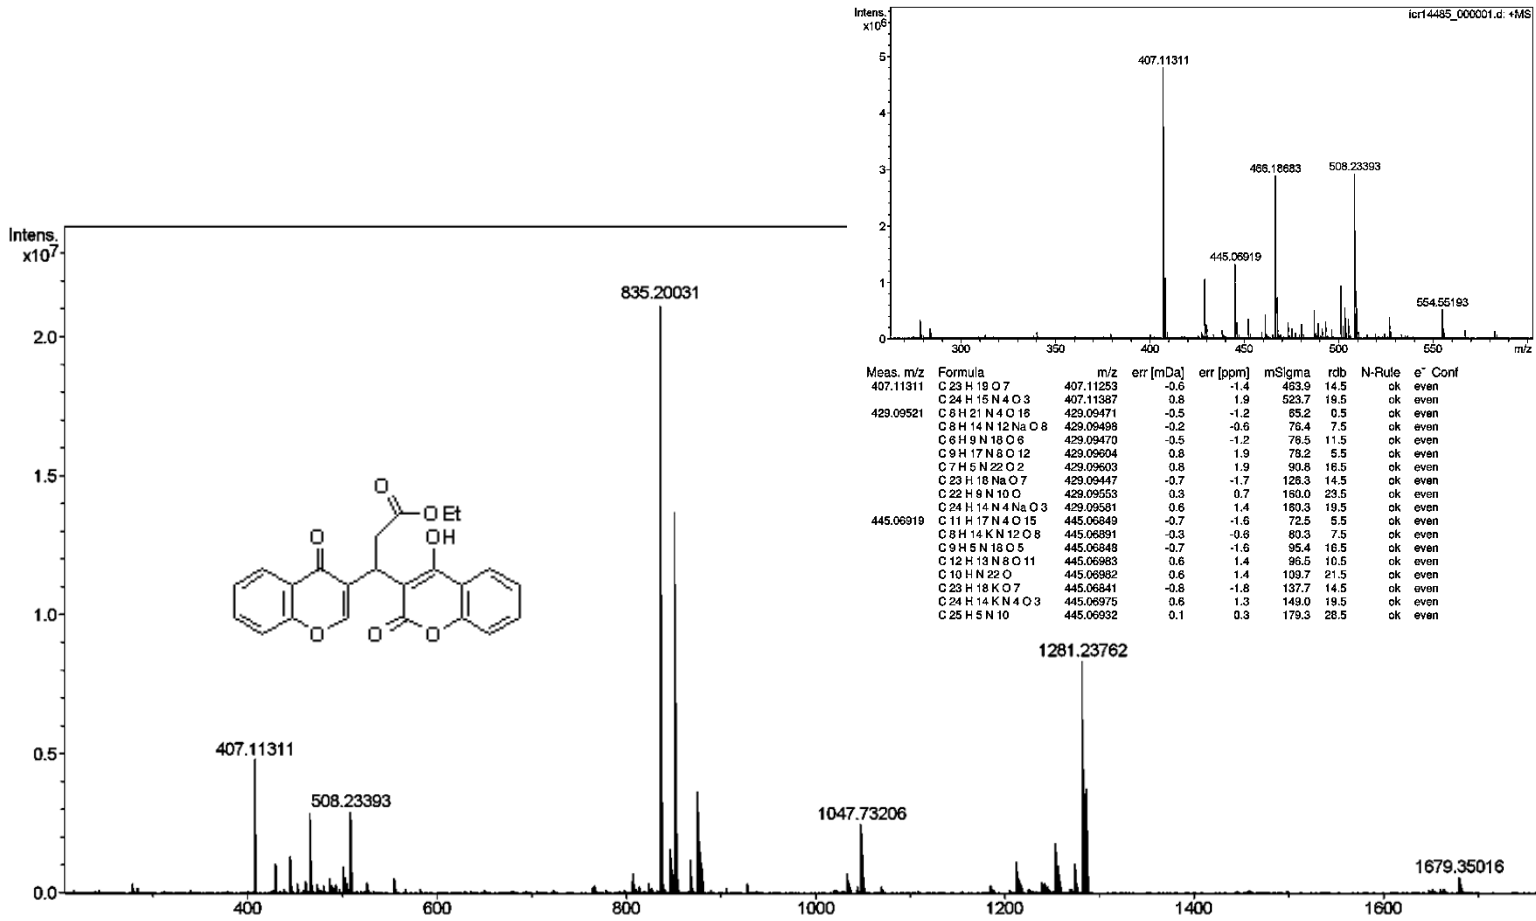 Intens.
x10⁶
icr14485_000001.d: +MS
407.11311
5
4
3
466.18683
508.23393
2
445.06919
1
554.55193
0
300 350 400 450 500 550 m/z
Meas. m/z Formula m/z err [mDa] err [ppm] mSigma rdb N-Rule e⁻ Conf
407.11311 C 23 H 19 O 7 407.11253 -0.6 -1.4 463.9 14.5 ok even
C 24 H 15 N 4 O 3 407.11387 0.8 1.9 523.7 19.5 ok even
429.09521 C 8 H 21 N 4 O 16 429.09471 -0.5 -1.2 65.2 0.5 ok even
C 8 H 14 N 12 Na O 8 429.09498 -0.2 -0.6 76.4 7.5 ok even
C 6 H 9 N 18 O 6 429.09470 -0.5 -1.2 76.5 11.5 ok even
C 9 H 17 N 8 O 12 429.09604 0.8 1.9 78.2 5.5 ok even
C 7 H 5 N 22 O 2 429.09603 0.8 1.9 90.8 16.5 ok even
C 23 H 18 Na O 7 429.09447 -0.7 -1.7 126.3 14.5 ok even
C 22 H 9 N 10 O 429.09553 0.3 0.7 160.0 23.5 ok even
C 24 H 14 N 4 Na O 3 429.09581 0.6 1.4 160.3 19.5 ok even
445.06919 C 11 H 17 N 4 O 15 445.06849 -0.7 -1.6 72.5 5.5 ok even
C 8 H 14 K N 12 O 8 445.06891 -0.3 -0.6 80.3 7.5 ok even
C 9 H 5 N 18 O 5 445.06848 -0.7 -1.6 95.4 16.5 ok even
C 12 H 13 N 8 O 11 445.06983 0.6 1.4 96.5 10.5 ok even
C 10 H N 22 O 445.06982 0.6 1.4 109.7 21.5 ok even
C 23 H 18 K O 7 445.06841 -0.8 -1.8 137.7 14.5 ok even
C 24 H 14 K N 4 O 3 445.06975 0.6 1.3 149.0 19.5 ok even
C 25 H 5 N 10 445.06932 0.1 0.3 179.3 28.5 ok even
Intens.
x10⁷
835.20031
2.0
1.5
O
O Et
O OH
O O O
1.0
1281.23762
0.5
407.11311
508.23393
1047.73206
1679.35016
0.0
400 600 800 1000 1200 1400 1600